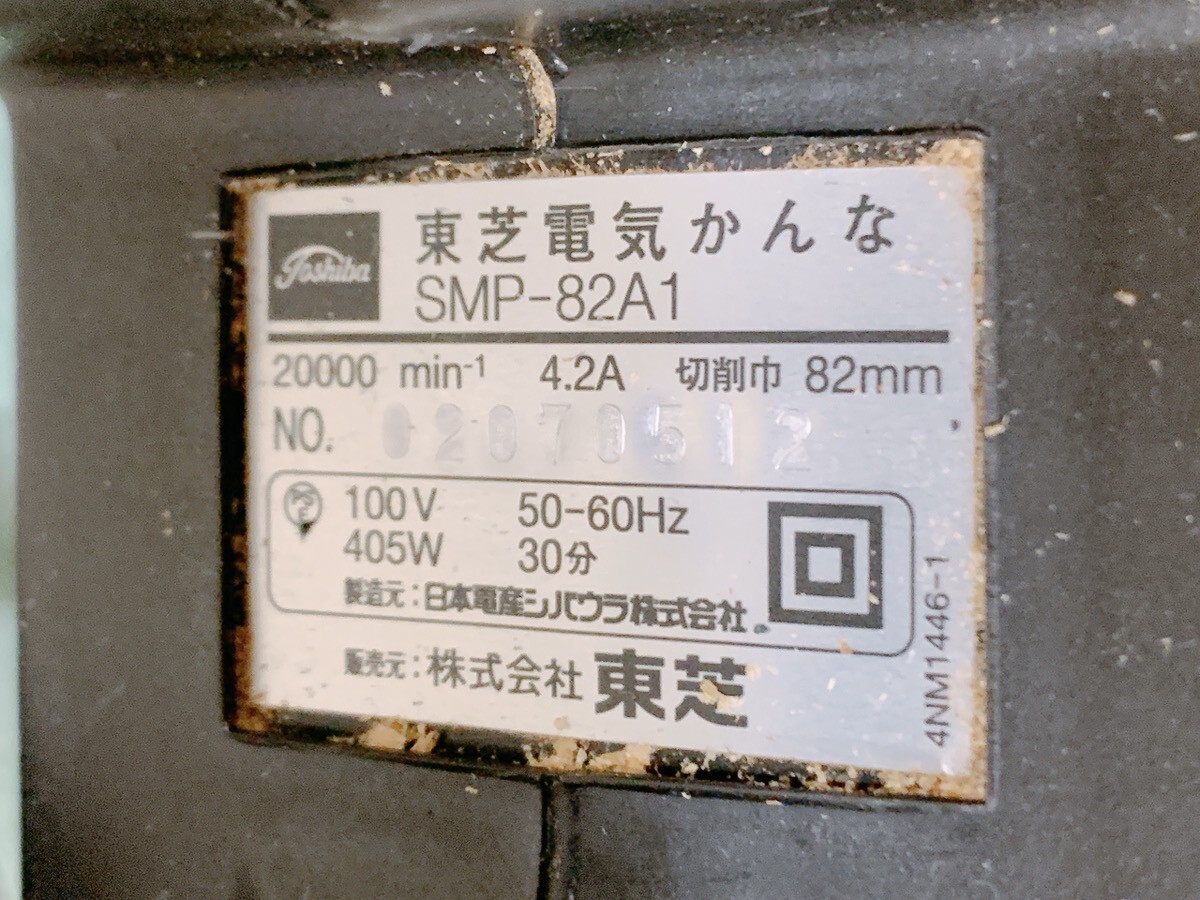 Toshiba
東芝電気かんな
SMP-82A1
20000 min-1 4.2A 切削巾 82mm
NO. 02070512
PSE 100V 50-60Hz
405W 30分
製造元:日本電産シバウラ株式会社
販売元:株式会社 東芝
4NM1446-1